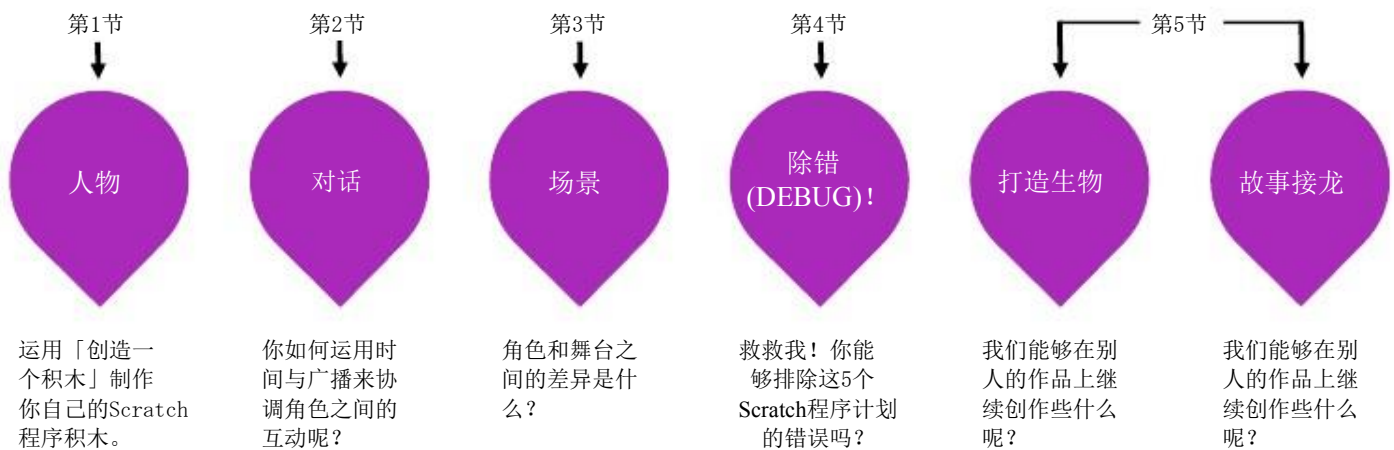 第1节
第2节
第3节
第4节
第5节
人物
对话
场景
除错
(DEBUG)!
打造生物
故事接龙
运用「创造一
个积木」制作
你自己的Scratch
程序积木。
你如何运用时
间与广播来协
调角色之间的
互动呢?
角色和舞台之
间的差异是什
么?
救救我!你能
够排除这5个
Scratch程序计划
的错误吗?
我们能够在别
人的作品上继
续创作些什么
呢?
我们能够在别
人的作品上继
续创作些什么
呢?